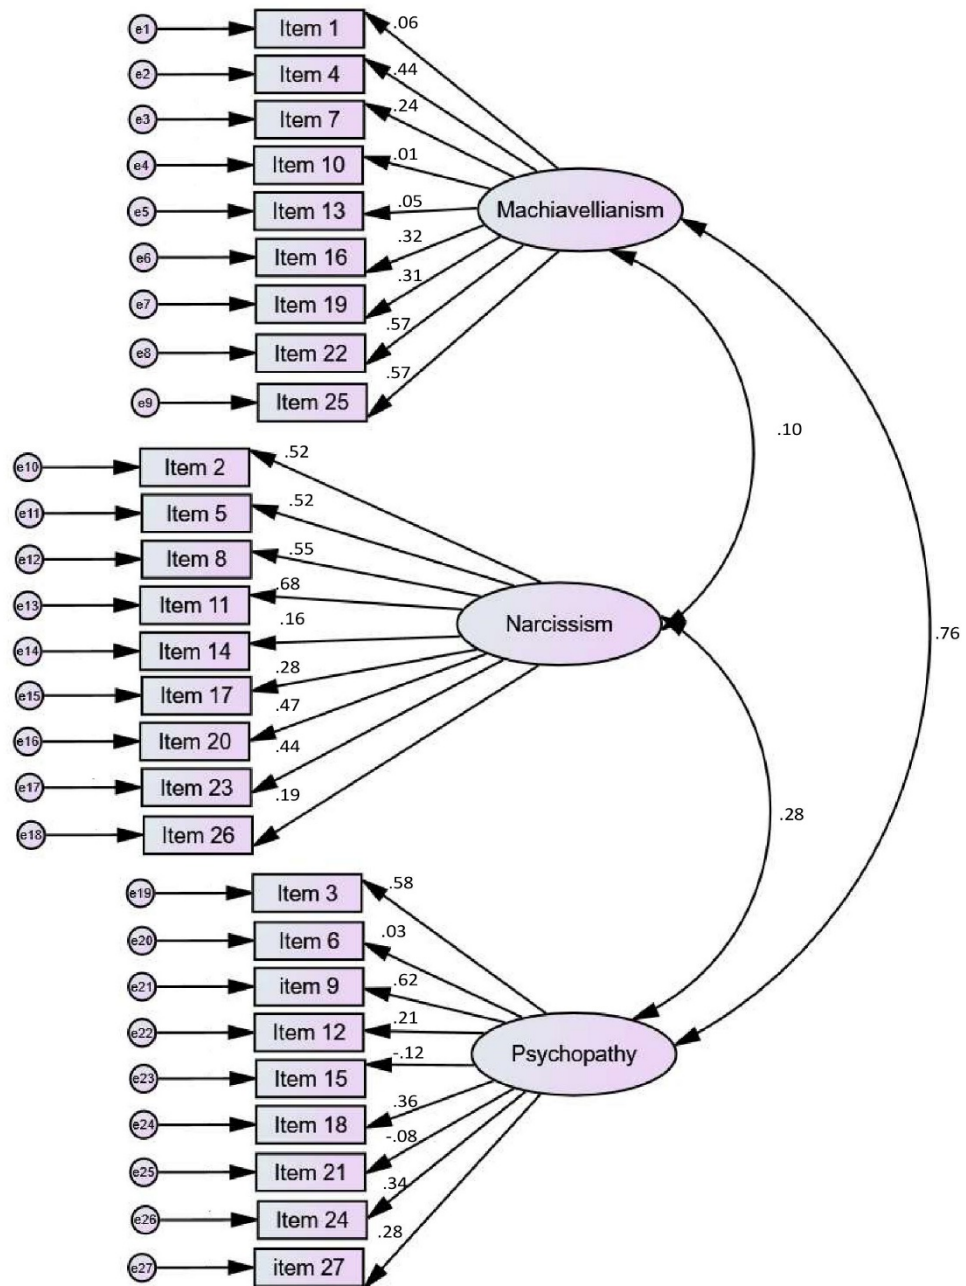 e1 Item 1 .06
e2 Item 4 .44
e3 Item 7 .24
e4 Item 10 .01
e5 Item 13 .05 Machiavellianism
e6 Item 16 .32
e7 Item 19 .31
e8 Item 22 .57
e9 Item 25 .57
.10
e10 Item 2 .52
e11 Item 5 .52
e12 Item 8 .55
e13 Item 11 .68
.16 Narcissism .76
e14 Item 14
e15 Item 17 .28
e16 Item 20 .47
e17 Item 23 .44
.19 .28
e18 Item 26
e19 Item 3 .58
e20 Item 6 .03
e21 item 9 .62
e22 Item 12 .21
-.12 Psychopathy
e23 Item 15
e24 Item 18 .36
-.08
e25 Item 21
e26 Item 24 .34
.28
e27 item 27